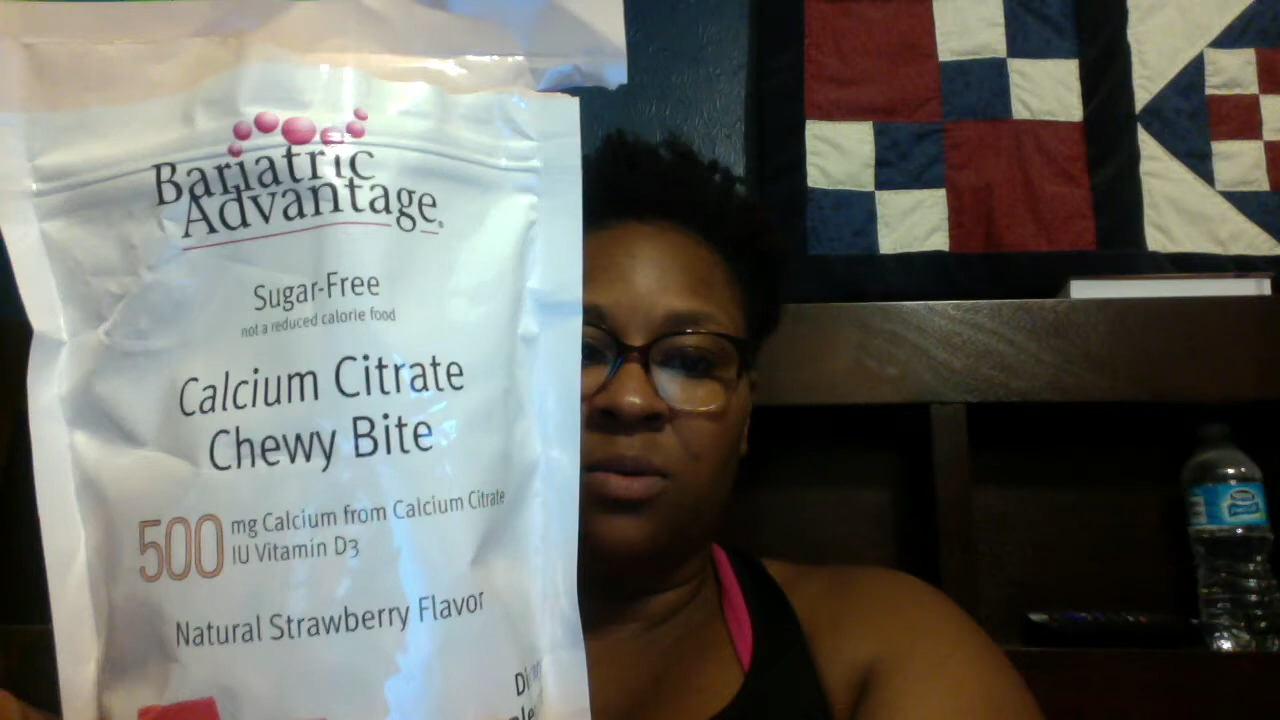 Bariatric
Advantage®
Sugar-Free
not a reduced calorie food
Calcium Citrate
Chewy Bite
500 mg Calcium from Calcium Citrate
IU Vitamin D3
Natural Strawberry Flavor